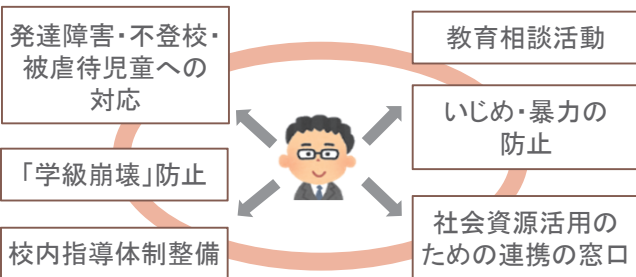 発達障害・不登校・
被虐待児童への
対応
「学級崩壊」防止
校内指導体制整備
教育相談活動
いじめ・暴力の
防止
社会資源活用の
ための連携の窓口